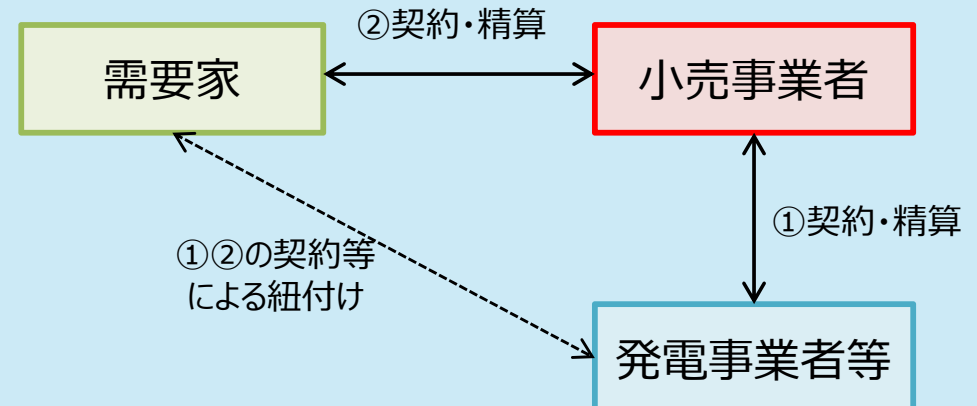 ②契約・精算
需要家
小売事業者
①契約・精算
①②の契約等
による紐付け
発電事業者等